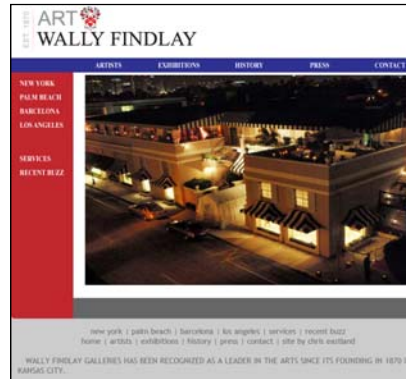 EST. 1870
ART
WALLY FINDLAY
ARTISTS EXHIBITIONS HISTORY PRESS CONTACT
NEW YORK
PALM BEACH
BARCELONA
LOS ANGELES
SERVICES
RECENT BUZZ
new york | palm beach | barcelona | los angeles | services | recent buzz
home | artists | exhibitions | history | press | contact | site by chris eastland
WALLY FINDLAY GALLERIES HAS BEEN RECOGNIZED AS A LEADER IN THE ARTS SINCE ITS FOUNDING IN 1870
KANSAS CITY.